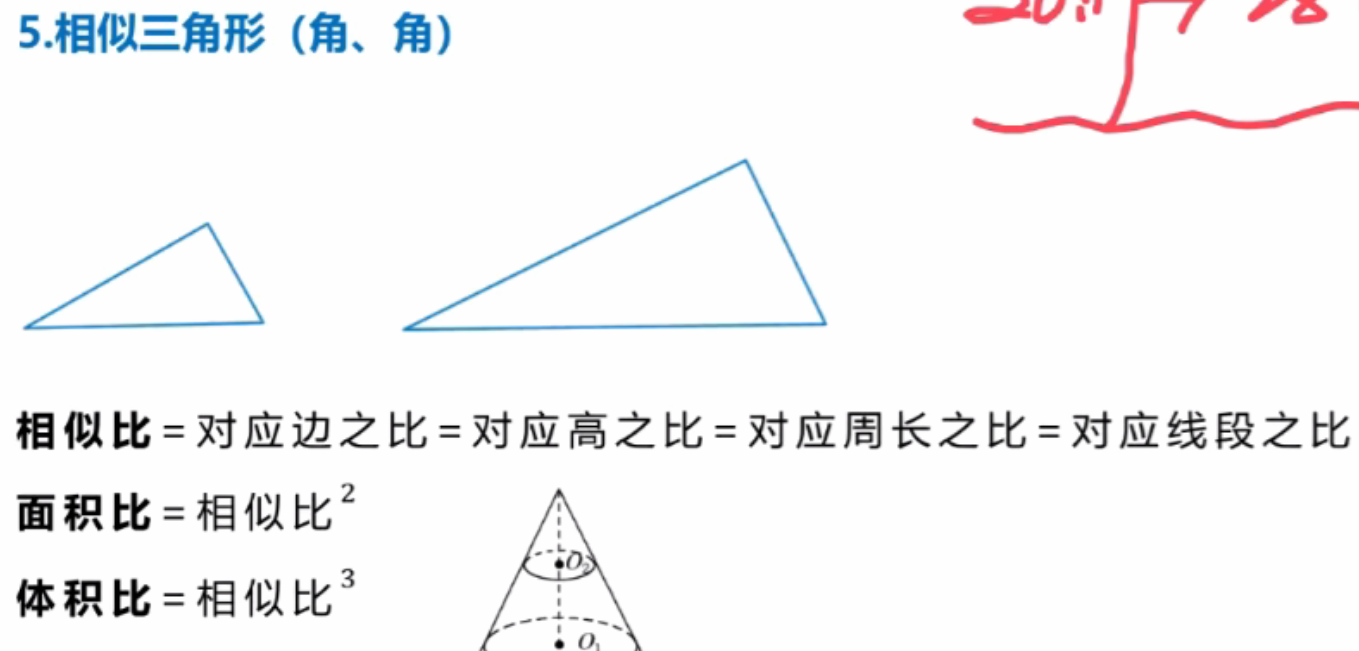 5.相似三角形（角、角）
相似比=对应边之比=对应高之比=对应周长之比=对应线段之比
面积比=相似比²
体积比=相似比³
O₂
O₁